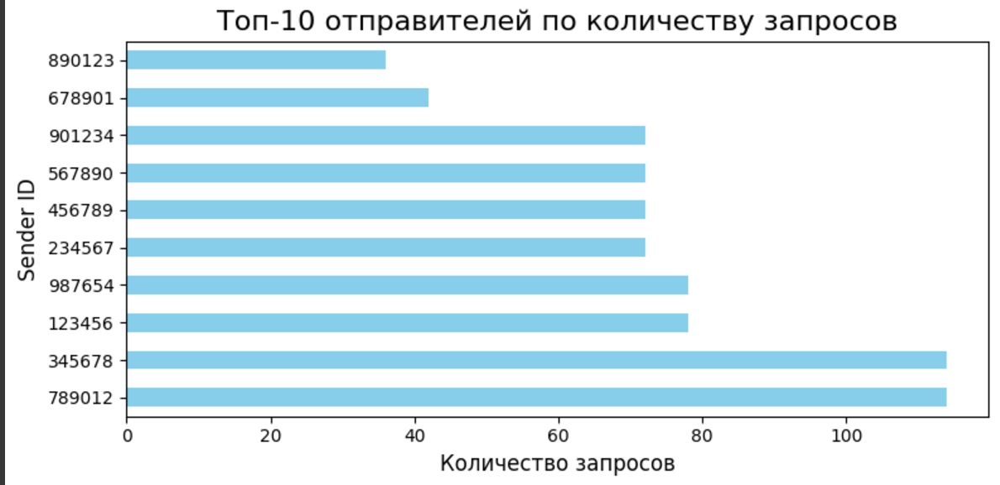 Топ-10 отправителей по количеству запросов
Sender ID
890123
678901
901234
567890
456789
234567
987654
123456
345678
789012
0 20 40 60 80 100
Количество запросов